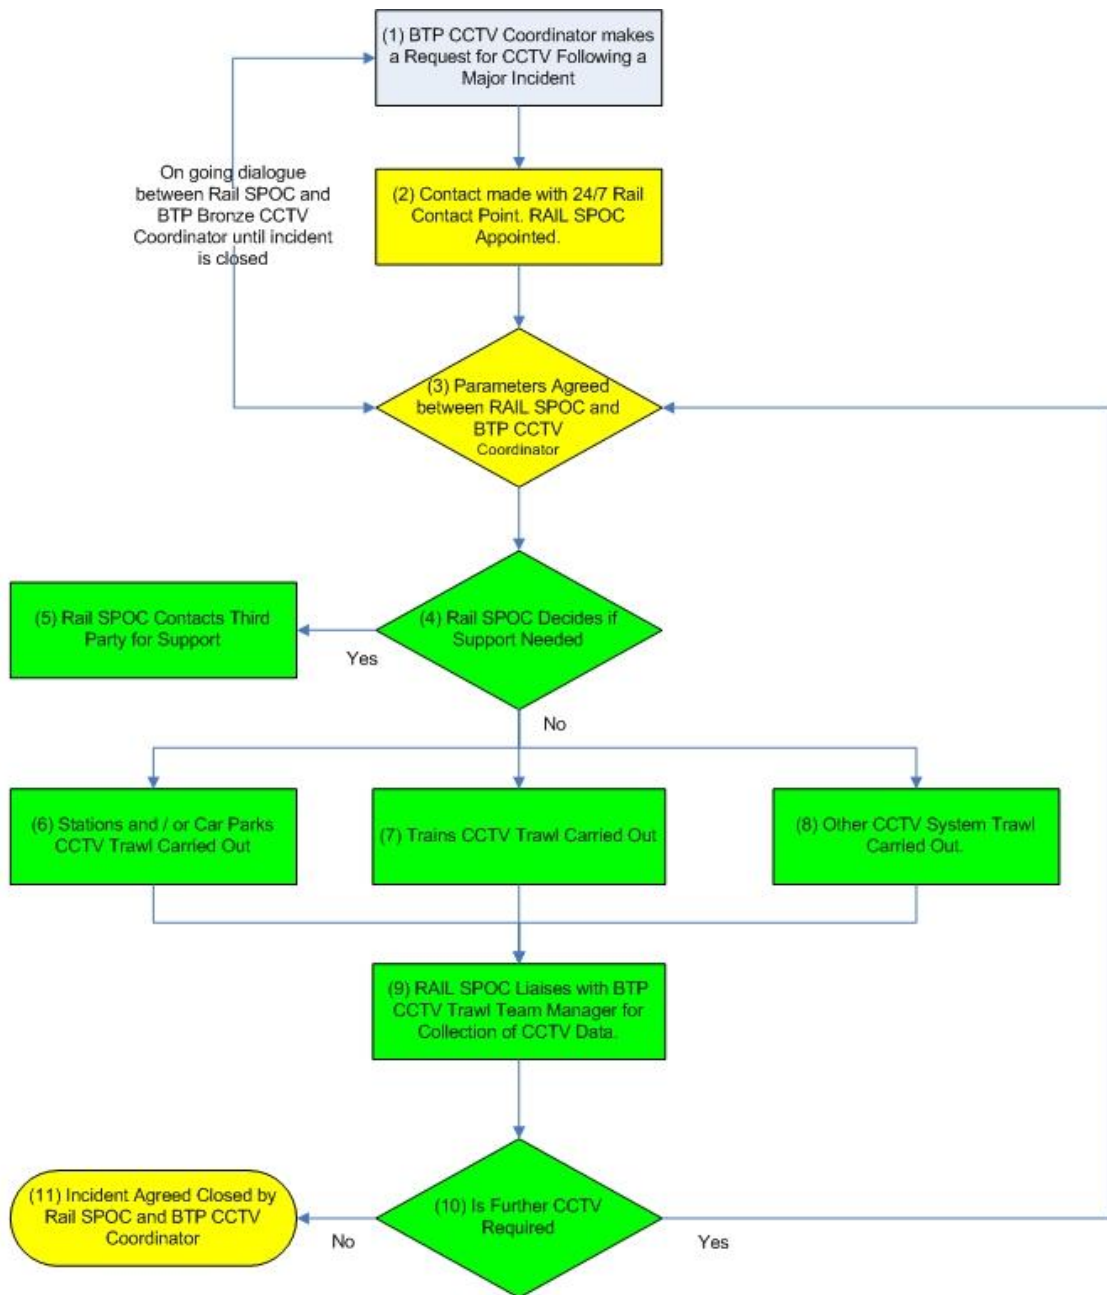 (1) BTP CCTV Coordinator makes
a Request for CCTV Following a
Major Incident
On going dialogue
between Rail SPOC and
BTP Bronze CCTV
Coordinator until incident
is closed
(2) Contact made with 24/7 Rail
Contact Point. RAIL SPOC
Appointed.
(3) Parameters Agreed
between RAIL SPOC and
BTP CCTV
Coordinator
(4) Rail SPOC Decides if
Support Needed
Yes
(5) Rail SPOC Contacts Third
Party for Support
No
(6) Stations and / or Car Parks
CCTV Trawl Carried Out
(7) Trains CCTV Trawl Carried Out
(8) Other CCTV System Trawl
Carried Out.
(9) RAIL SPOC Liaises with BTP
CCTV Trawl Team Manager for
Collection of CCTV Data.
(10) Is Further CCTV
Required
No
Yes
(11) Incident Agreed Closed by
Rail SPOC and BTP CCTV
Coordinator